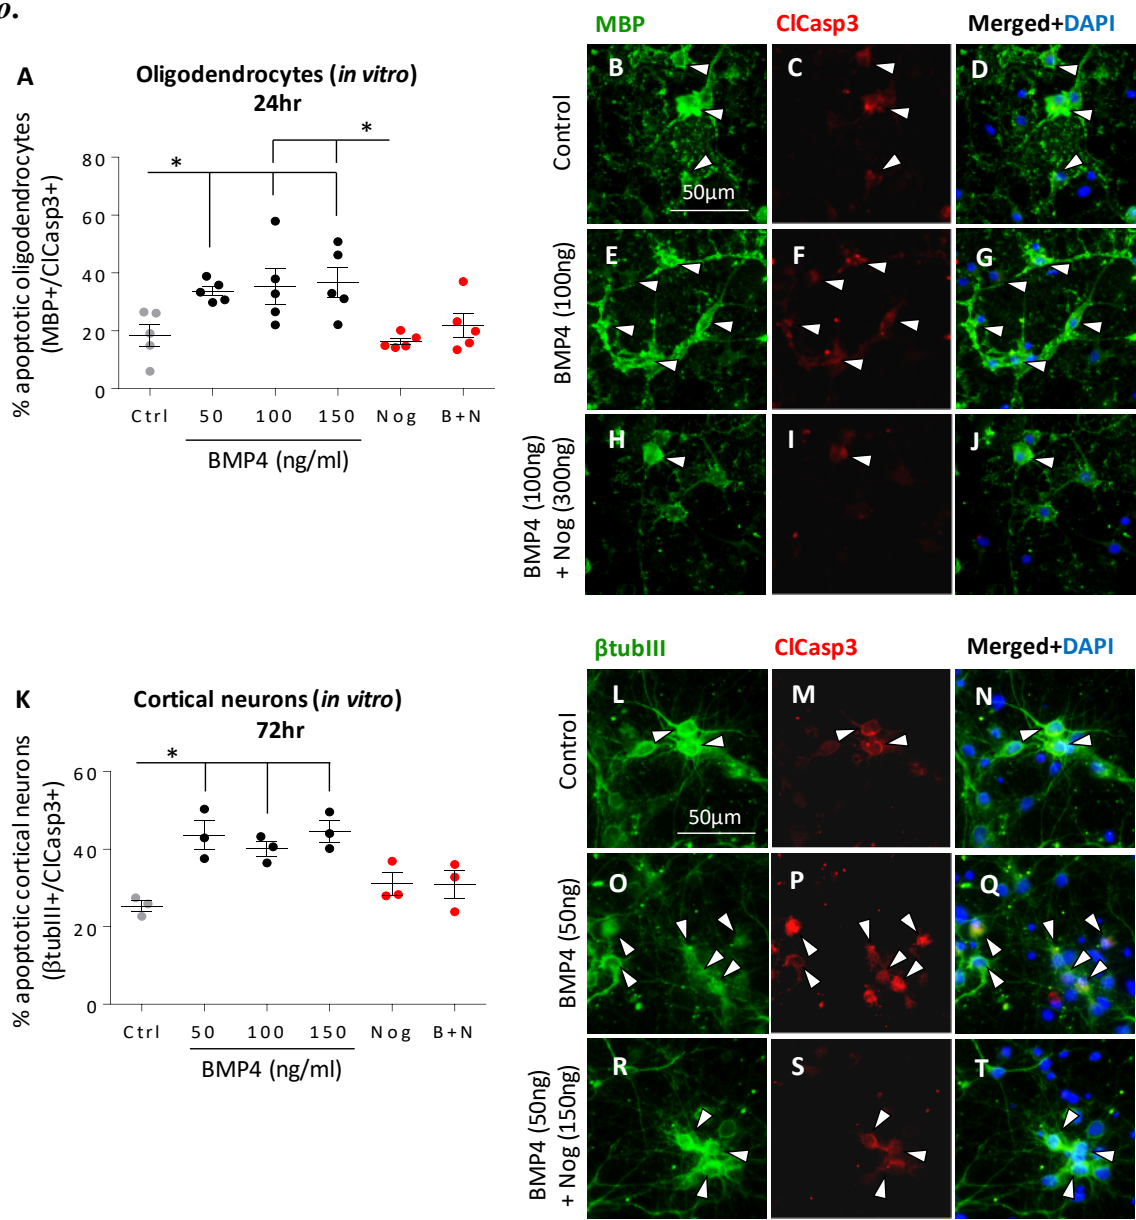 o.
A
Oligodendrocytes (in vitro)
24hr
% apoptotic oligodendrocytes
(MBP+/ClCasp3+)
80
60
40
20
0
*
*
Ctrl 50 100 150 Nog B+N
BMP4 (ng/ml)
MBP ClCasp3 Merged+DAPI
Control
B C D
50µm
BMP4 (100ng)
E F G
BMP4 (100ng)
+ Nog (300ng)
H I J
K
Cortical neurons (in vitro)
72hr
% apoptotic cortical neurons
(βtubIII+/ClCasp3+)
60
40
20
0
*
Ctrl 50 100 150 Nog B+N
BMP4 (ng/ml)
βtubIII ClCasp3 Merged+DAPI
Control
L M N
50µm
BMP4 (50ng)
O P Q
BMP4 (50ng)
+ Nog (150ng)
R S T